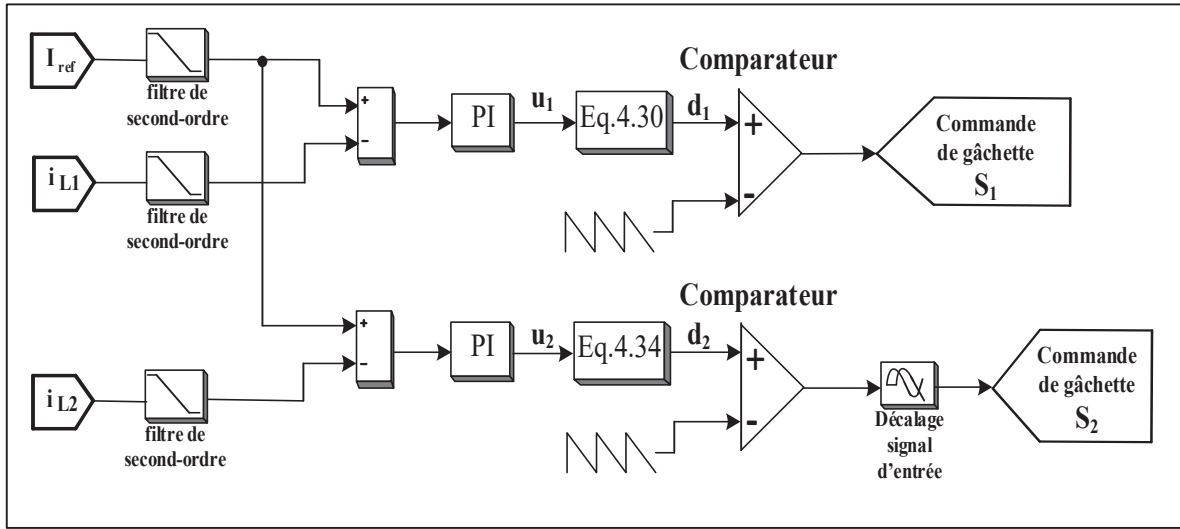 I ref
filtre de
second-ordre
i L1
filtre de
second-ordre
+
-
PI
u1
Eq.4.30
d1
Comparateur
+
-
Commande
de gâchette
S1
i L2
filtre de
second-ordre
+
-
PI
u2
Eq.4.34
d2
Comparateur
+
-
Décalage
signal
d'entrée
Commande
de gâchette
S2